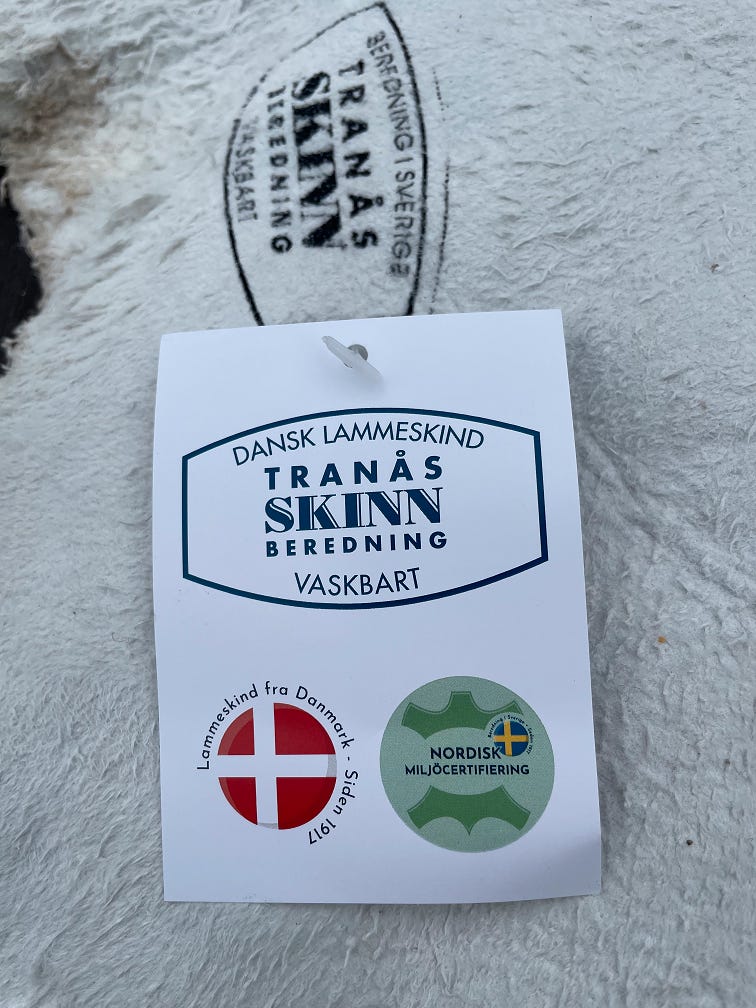 BEREDNING I SVERIGE
TRANÅS
SKINN
BEREDNING
VASKBART
DANSK LAMMESKIND
TRANÅS
SKINN
BEREDNING
VASKBART
Lammeskind fra Danmark - Siden 1917
NORDISK
MILJÖCERTIFIERING